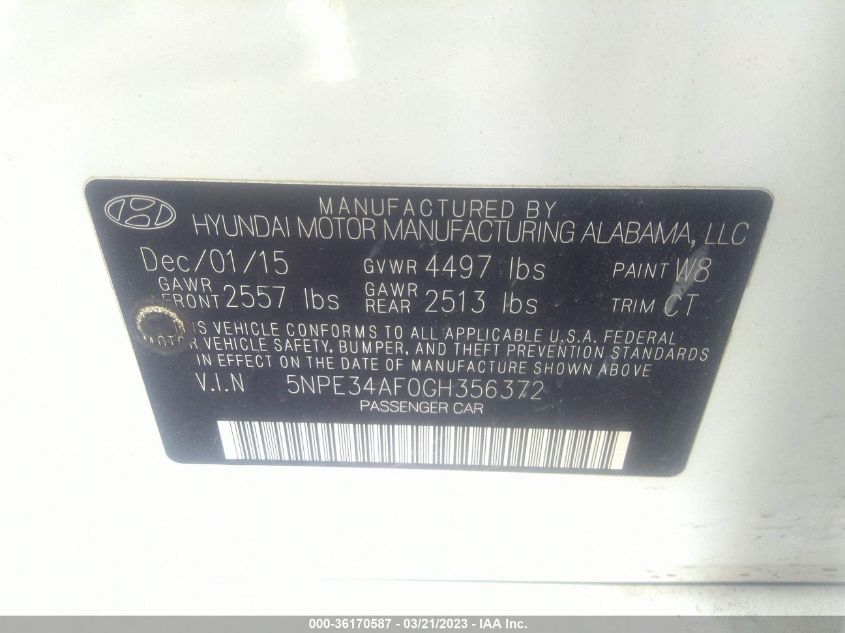 MANUFACTURED BY
HYUNDAI MOTOR MANUFACTURING ALABAMA, LLC
Dec/01/15 GVWR 4497 lbs PAINT W8
GAWR FRONT 2557 lbs GAWR REAR 2513 lbs TRIM CT
IS VEHICLE CONFORMS TO ALL APPLICABLE U.S.A. FEDERAL
MOTOR VEHICLE SAFETY, BUMPER, AND THEFT PREVENTION STANDARDS
IN EFFECT ON THE DATE OF MANUFACTURE SHOWN ABOVE
V.I.N 5NPE34AF0GH356372
PASSENGER CAR
000-36170587 - 03/21/2023 - IAA Inc.